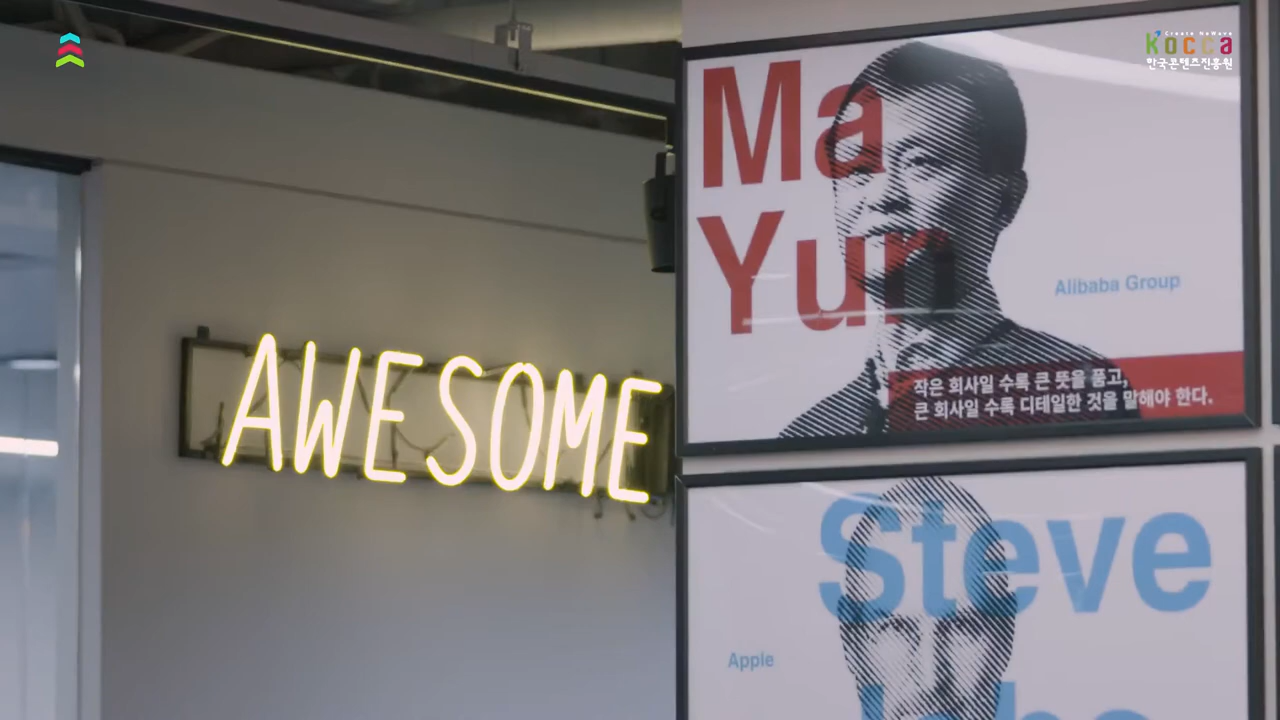 Create NeWave
kocca
한국콘텐츠진흥원
AWESOME
Ma
Yun
Alibaba Group
작은 회사일 수록 큰 뜻을 품고,
큰 회사일 수록 디테일한 것을 말해야 한다.
Steve
Apple